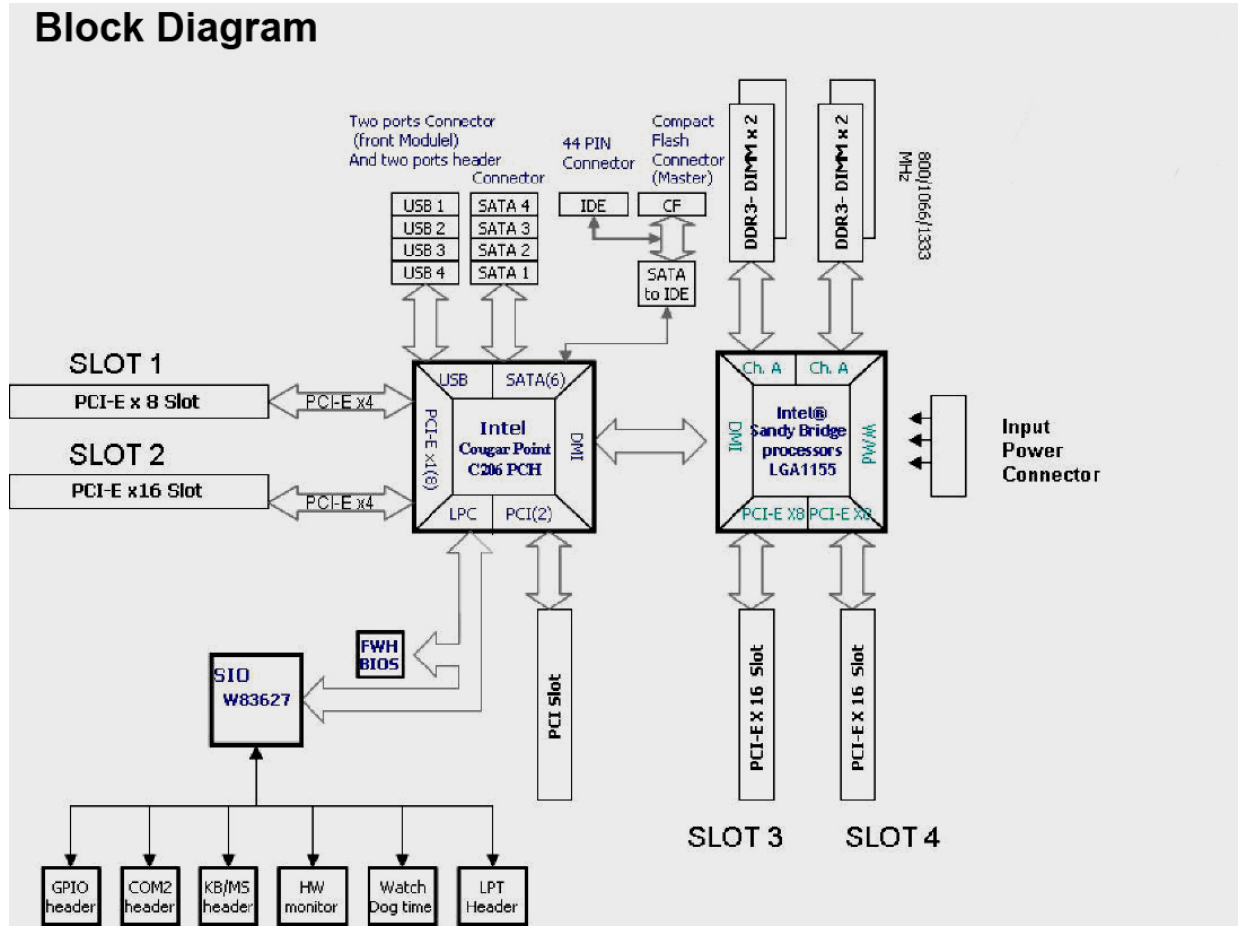 Block Diagram
Two ports Connector
(front Modulel)
And two ports header
Connector
44 PIN
Connector
Compact
Flash
Connector
(Master)
DDR3- DIMM x 2
DDR3- DIMM x 2
800/1066/1333
MHz
USB 1
USB 2
USB 3
USB 4
SATA 4
SATA 3
SATA 2
SATA 1
IDE
CF
SATA
to IDE
SLOT 1
PCI-E x 8 Slot
PCI-E x4
SLOT 2
PCI-E x16 Slot
PCI-E x4
USB
SATA(6)
PCI-E x1(8)
Intel
Cougar Point
C206 PCH
DMI
LPC
PCI(2)
Ch. A
Ch. A
DMI
Intel®
Sandy Bridge
processors
LGA1155
PCI-E X8
PCI-E X8
Input
Power
Connector
FWH
BIOS
SIO
W83627
PCI Slot
PCI-E X 16 Slot
PCI-E X 16 Slot
SLOT 3
SLOT 4
GPIO
header
COM2
header
KB/MS
header
HW
monitor
Watch
Dog time
LPT
Header